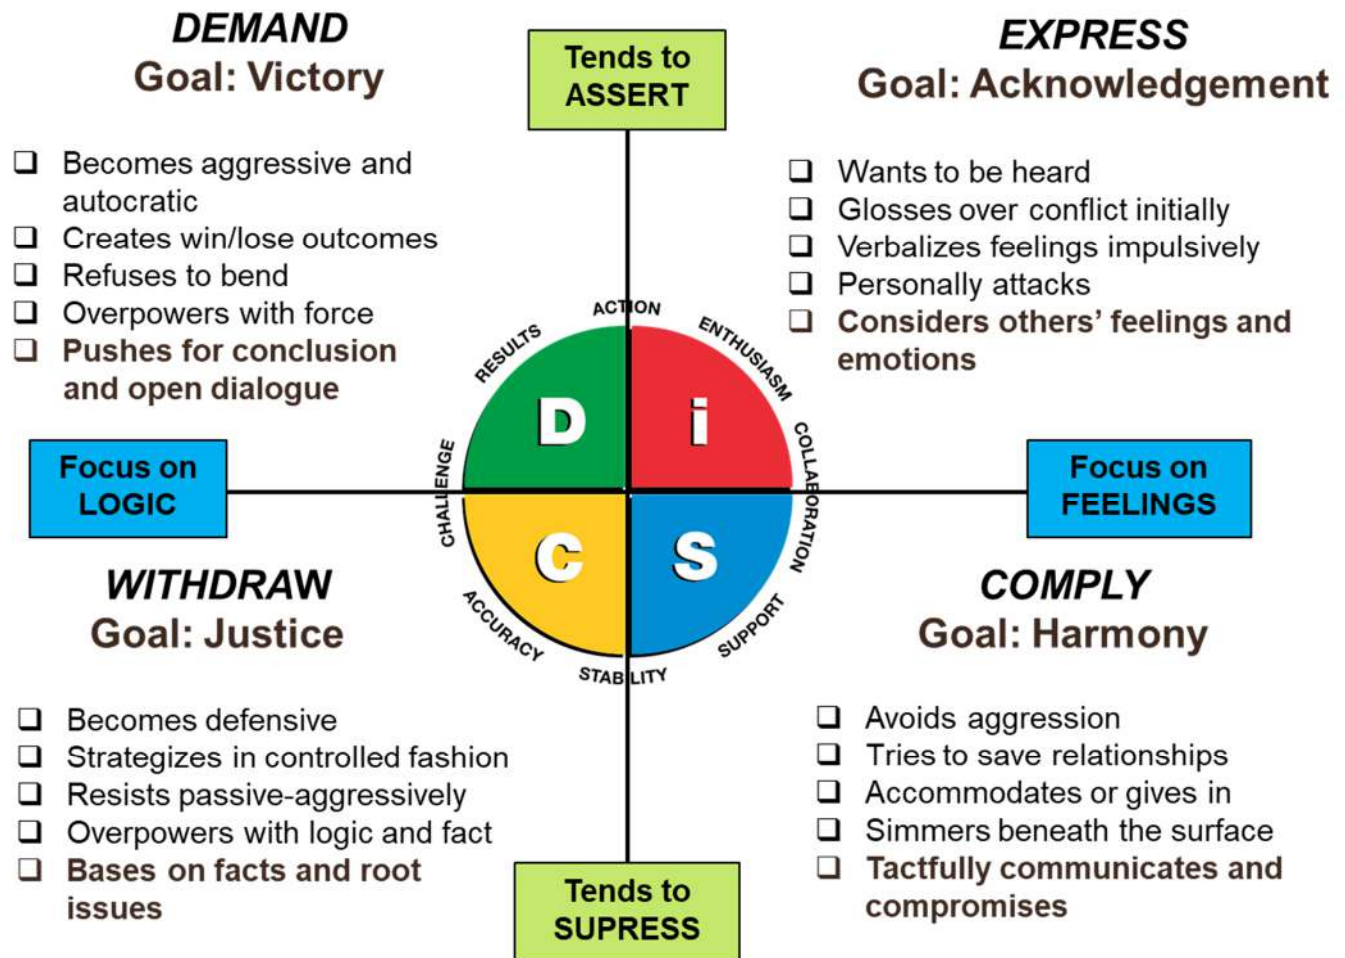 DEMAND
Goal: Victory
❑ Becomes aggressive and
autocratic
❑ Creates win/lose outcomes
❑ Refuses to bend
❑ Overpowers with force
❑ Pushes for conclusion
and open dialogue
Tends to
ASSERT
EXPRESS
Goal: Acknowledgement
❑ Wants to be heard
❑ Glosses over conflict initially
❑ Verbalizes feelings impulsively
❑ Personally attacks
❑ Considers others’ feelings and
emotions
Focus on
LOGIC
CHALLENGE
RESULTS
ACTION
ENTHUSIASM
COLLABORATION
SUPPORT
STABILITY
ACCURACY
D
i
C
S
Focus on
FEELINGS
WITHDRAW
Goal: Justice
❑ Becomes defensive
❑ Strategizes in controlled fashion
❑ Resists passive-aggressively
❑ Overpowers with logic and fact
❑ Bases on facts and root
issues
Tends to
SUPRESS
COMPLY
Goal: Harmony
❑ Avoids aggression
❑ Tries to save relationships
❑ Accommodates or gives in
❑ Simmers beneath the surface
❑ Tactfully communicates and
compromises